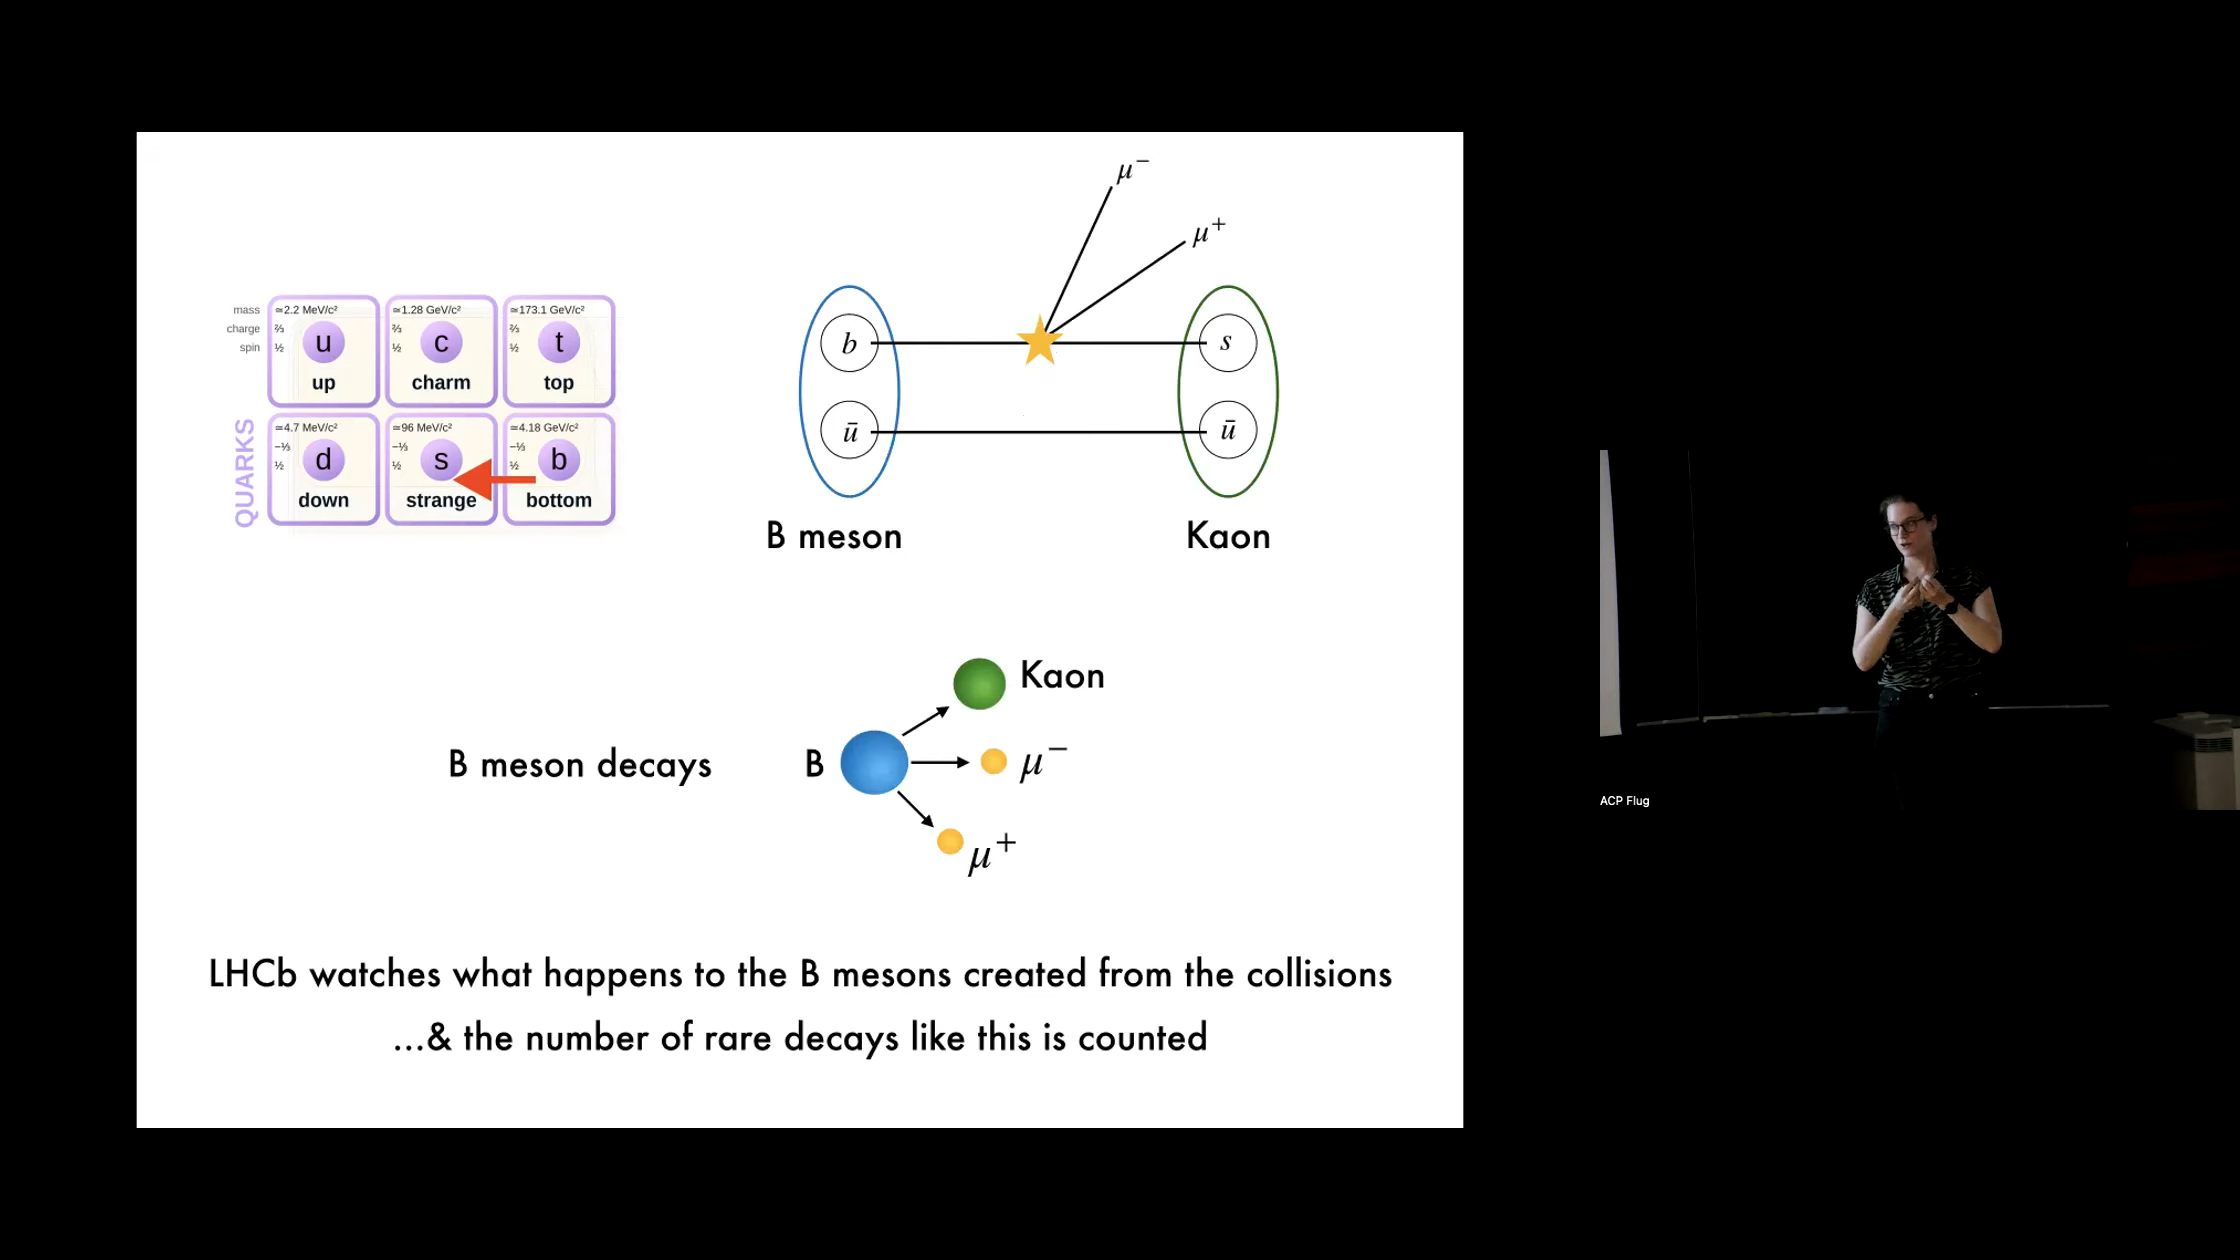 μ−
μ+
mass
charge
spin
≃2.2 MeV/c²
⅔
½
u
up
≃1.28 GeV/c²
⅔
½
c
charm
≃173.1 GeV/c²
⅔
½
t
top
QUARKS
≃4.7 MeV/c²
−⅓
½
d
down
≃96 MeV/c²
−⅓
½
s
strange
≃4.18 GeV/c²
−⅓
½
b
bottom
b
s
ū
ū
B meson
Kaon
Kaon
B meson decays
B
μ−
μ+
LHCb watches what happens to the B mesons created from the collisions
...& the number of rare decays like this is counted
ACP Flug